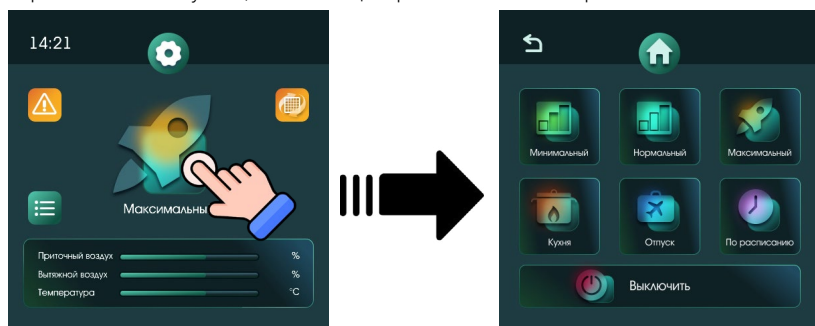 14:21
Максимальны
Приточный воздух %
Вытяжной воздух %
Температура °C
Минимальный Нормальный Максимальный
Кухня Отпуск По расписанию
Выключить